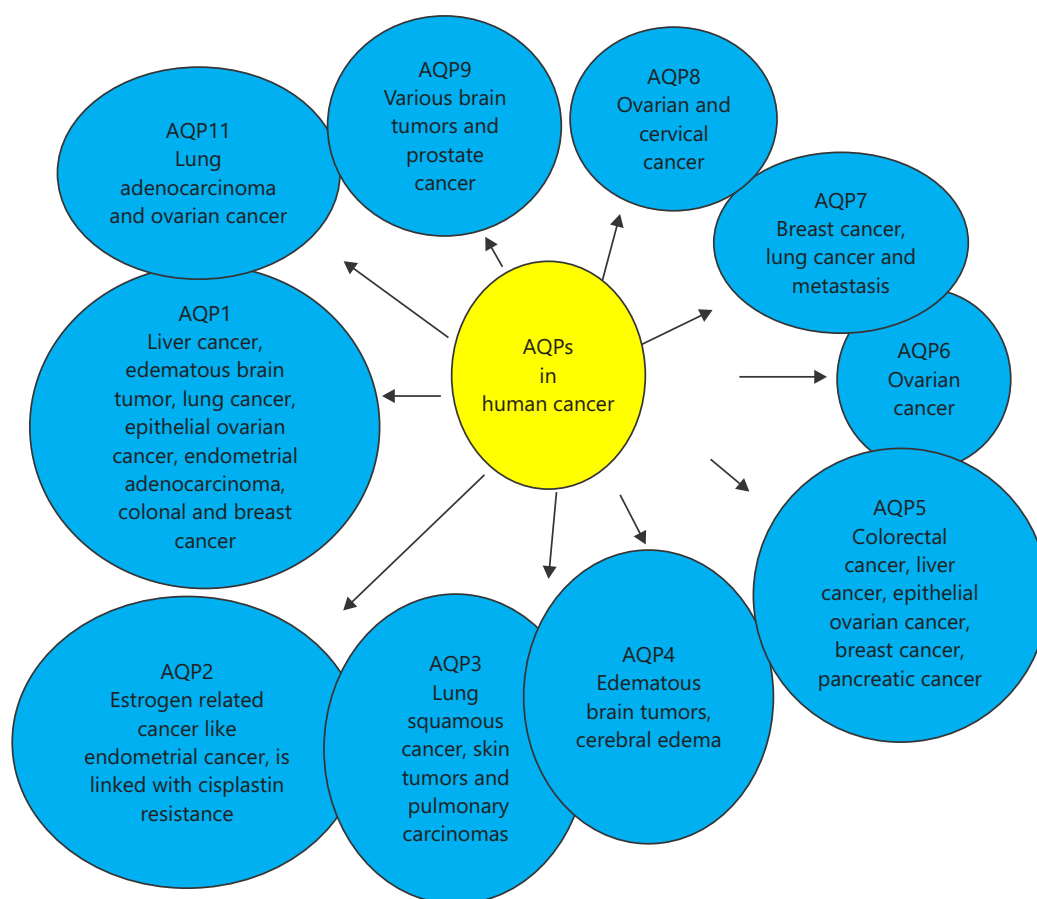 AQPs
in
human cancer
AQP9
Various brain
tumors and
prostate
cancer
AQP8
Ovarian and
cervical
cancer
AQP7
Breast cancer,
lung cancer and
metastasis
AQP6
Ovarian
cancer
AQP5
Colorectal
cancer, liver
cancer, epithelial
ovarian cancer,
breast cancer,
pancreatic cancer
AQP4
Edematous
brain tumors,
cerebral edema
AQP3
Lung
squamous
cancer, skin
tumors and
pulmonary
carcinomas
AQP2
Estrogen related
cancer like
endometrial cancer, is
linked with cisplastin
resistance
AQP1
Liver cancer,
edematous brain
tumor, lung cancer,
epithelial ovarian
cancer, endometrial
adenocarcinoma,
colonal and breast
cancer
AQP11
Lung
adenocarcinoma
and ovarian cancer